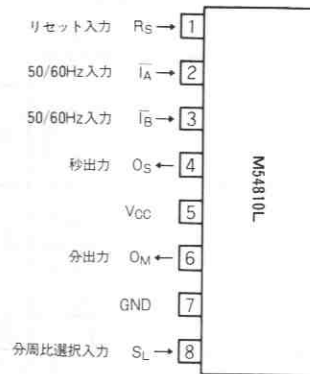 リセット入力 RS → 1
50/60Hz入力 I̅A̅ → 2
50/60Hz入力 I̅B̅ → 3
秒出力 OS ← 4
VCC 5
分出力 OM ← 6
GND 7
分周比選択入力 SL → 8
M54810L